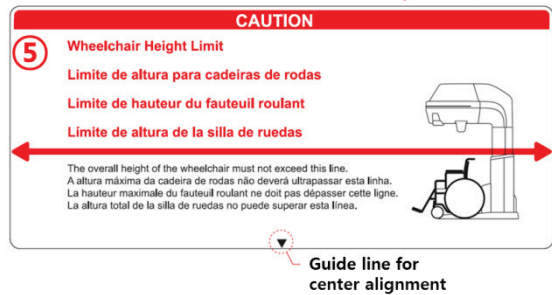 CAUTION
5
Wheelchair Height Limit
Limite de altura para cadeiras de rodas
Limite de hauteur du fauteuil roulant
Límite de altura de la silla de ruedas
The overall height of the wheelchair must not exceed this line.
A altura máxima da cadeira de rodas não deverá ultrapassar esta linha.
La hauteur maximale du fauteuil roulant ne doit pas dépasser cette ligne.
La altura total de la silla de ruedas no puede superar esta línea.
Guide line for
center alignment